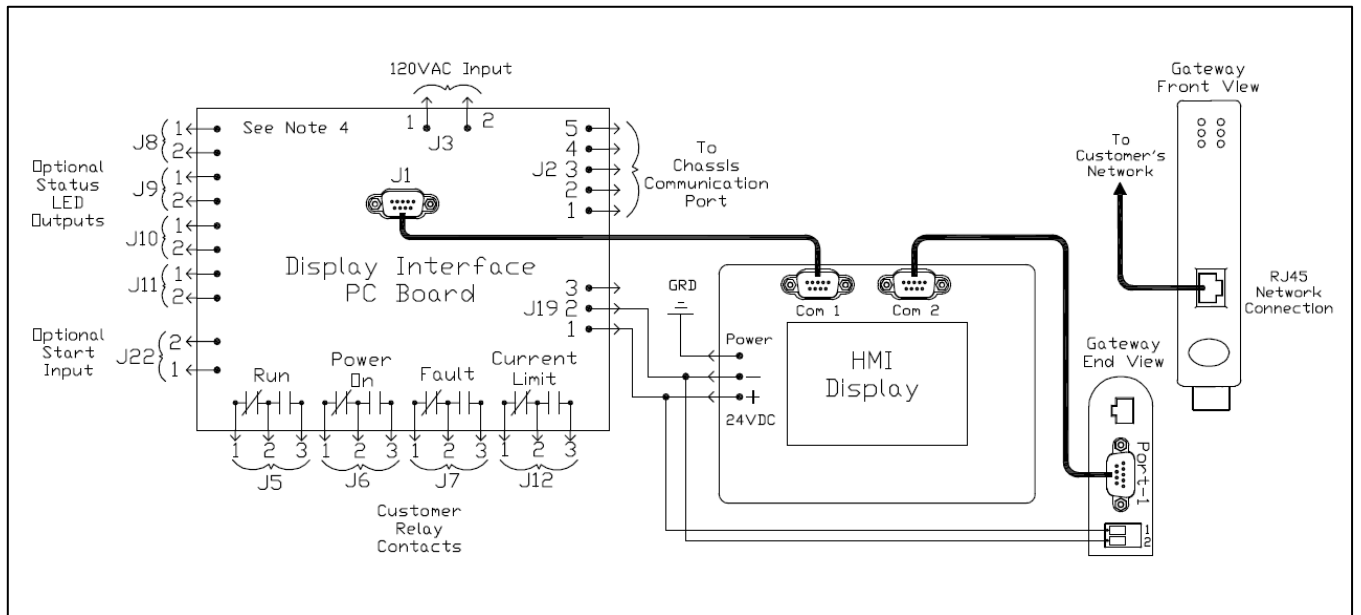 120VAC Input
1
2
J3
See Note 4
J8
1
2
J9
1
2
J10
1
2
J11
1
2
Optional
Status
LED
Outputs
Optional
Start
Input
J22
2
1
J1
Display Interface
PC Board
5
4
J2 3
2
1
To
Chassis
Communication
Port
3
J19 2
1
Run
Power
On
Fault
Current
Limit
1 2 3
1 2 3
1 2 3
1 2 3
J5
J6
J7
J12
Customer
Relay
Contacts
GRD
Com 1
Com 2
Power
−
+
24VDC
HMI
Display
Gateway
Front View
To
Customer's
Network
RJ45
Network
Connection
Gateway
End View
Port-1
1
2